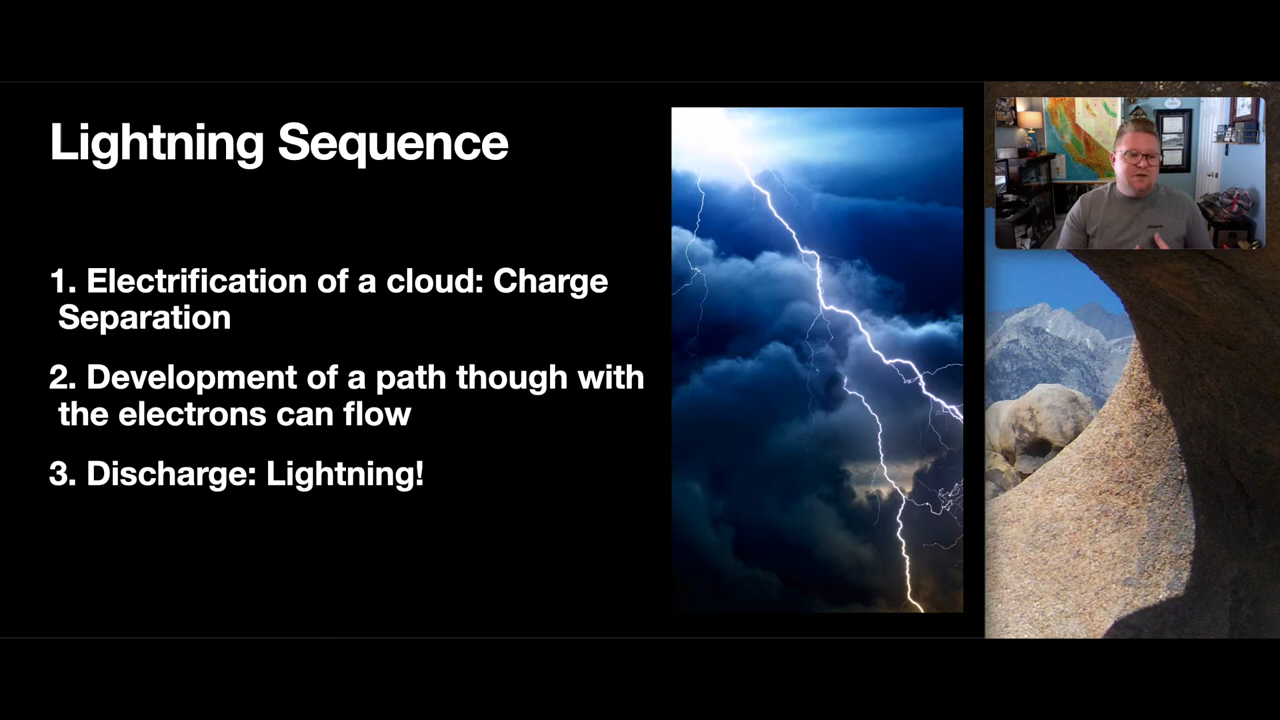 Lightning Sequence
1. Electrification of a cloud: Charge
Separation
2. Development of a path though with
the electrons can flow
3. Discharge: Lightning!